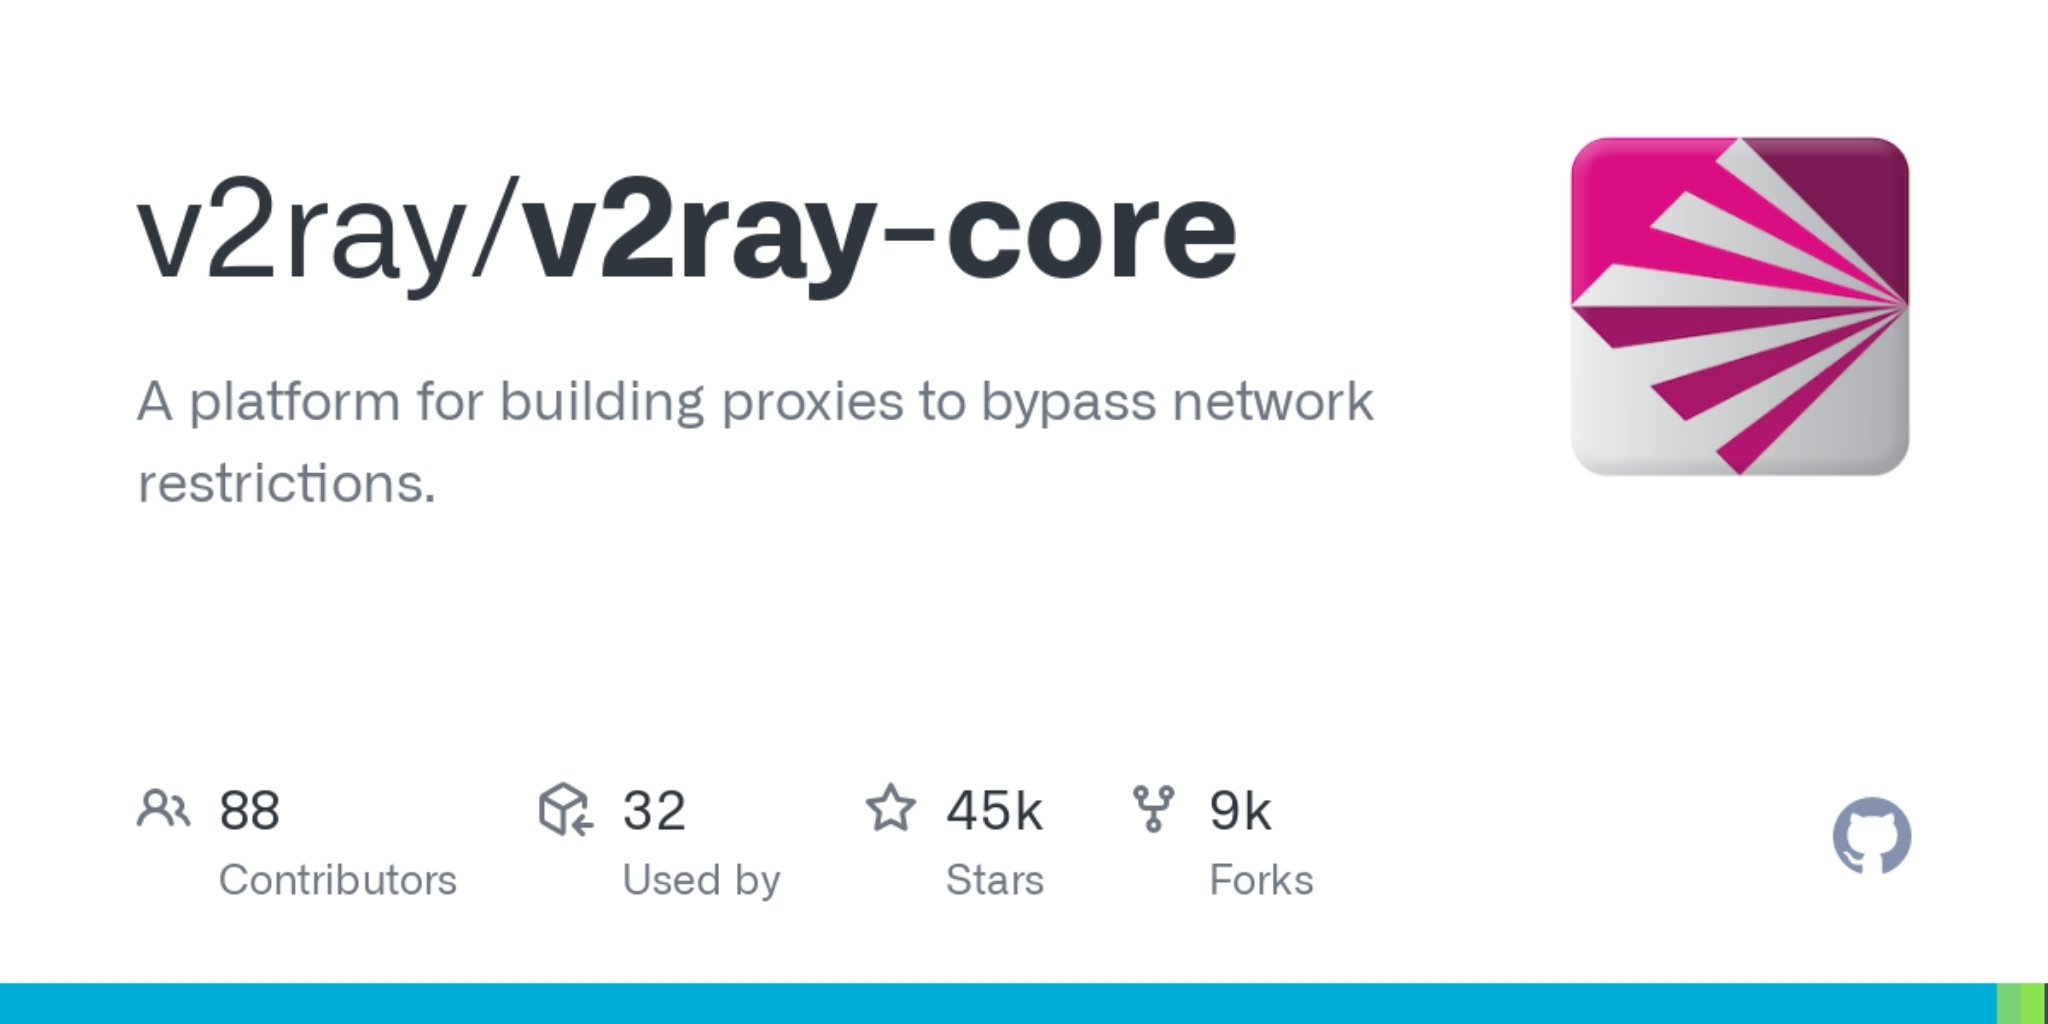 v2ray/v2ray-core
A platform for building proxies to bypass network
restrictions.
88
Contributors
32
Used by
45k
Stars
9k
Forks